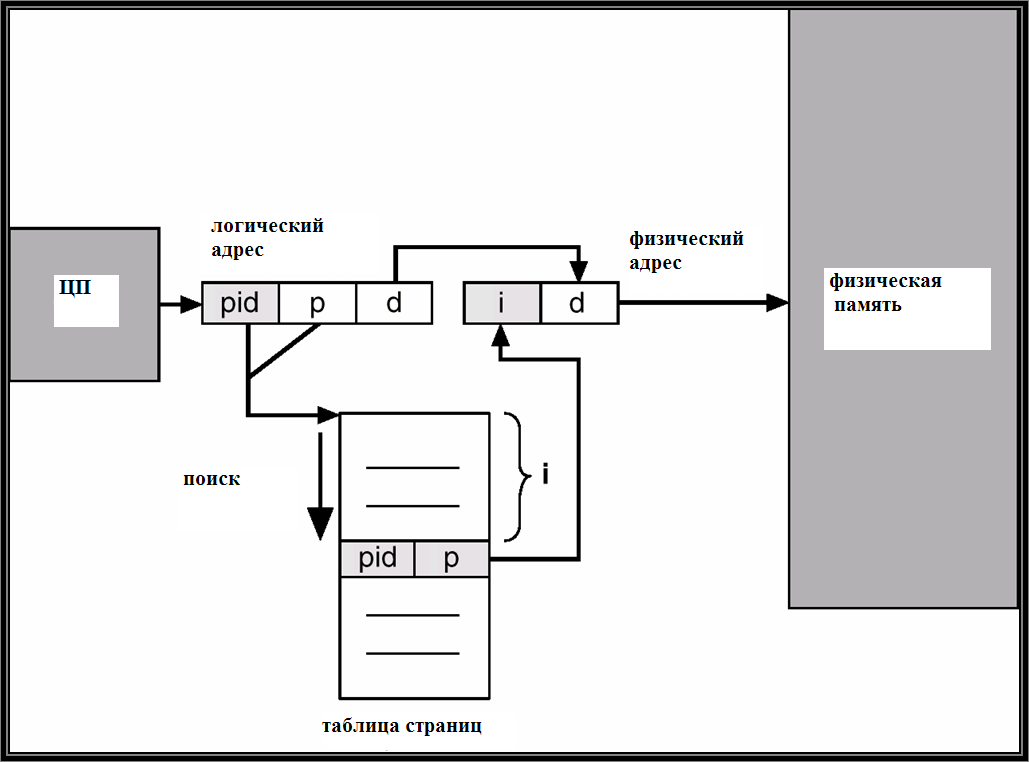 логический
адрес
физический
адрес
ЦП
физическая
память
pid p d
i d
поиск
i
pid p
таблица страниц